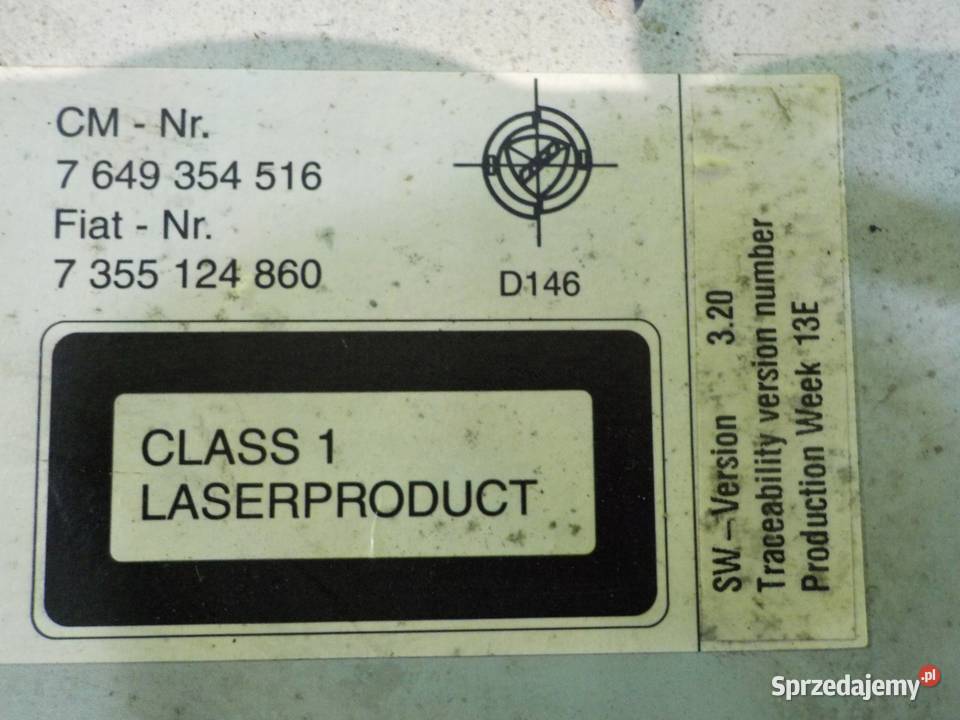 CM - Nr.
7 649 354 516
Fiat - Nr.
7 355 124 860
D146
CLASS 1
LASERPRODUCT
SW.-Version 3.20
Traceability version number
Production Week 13E
Sprzedajemy.pl